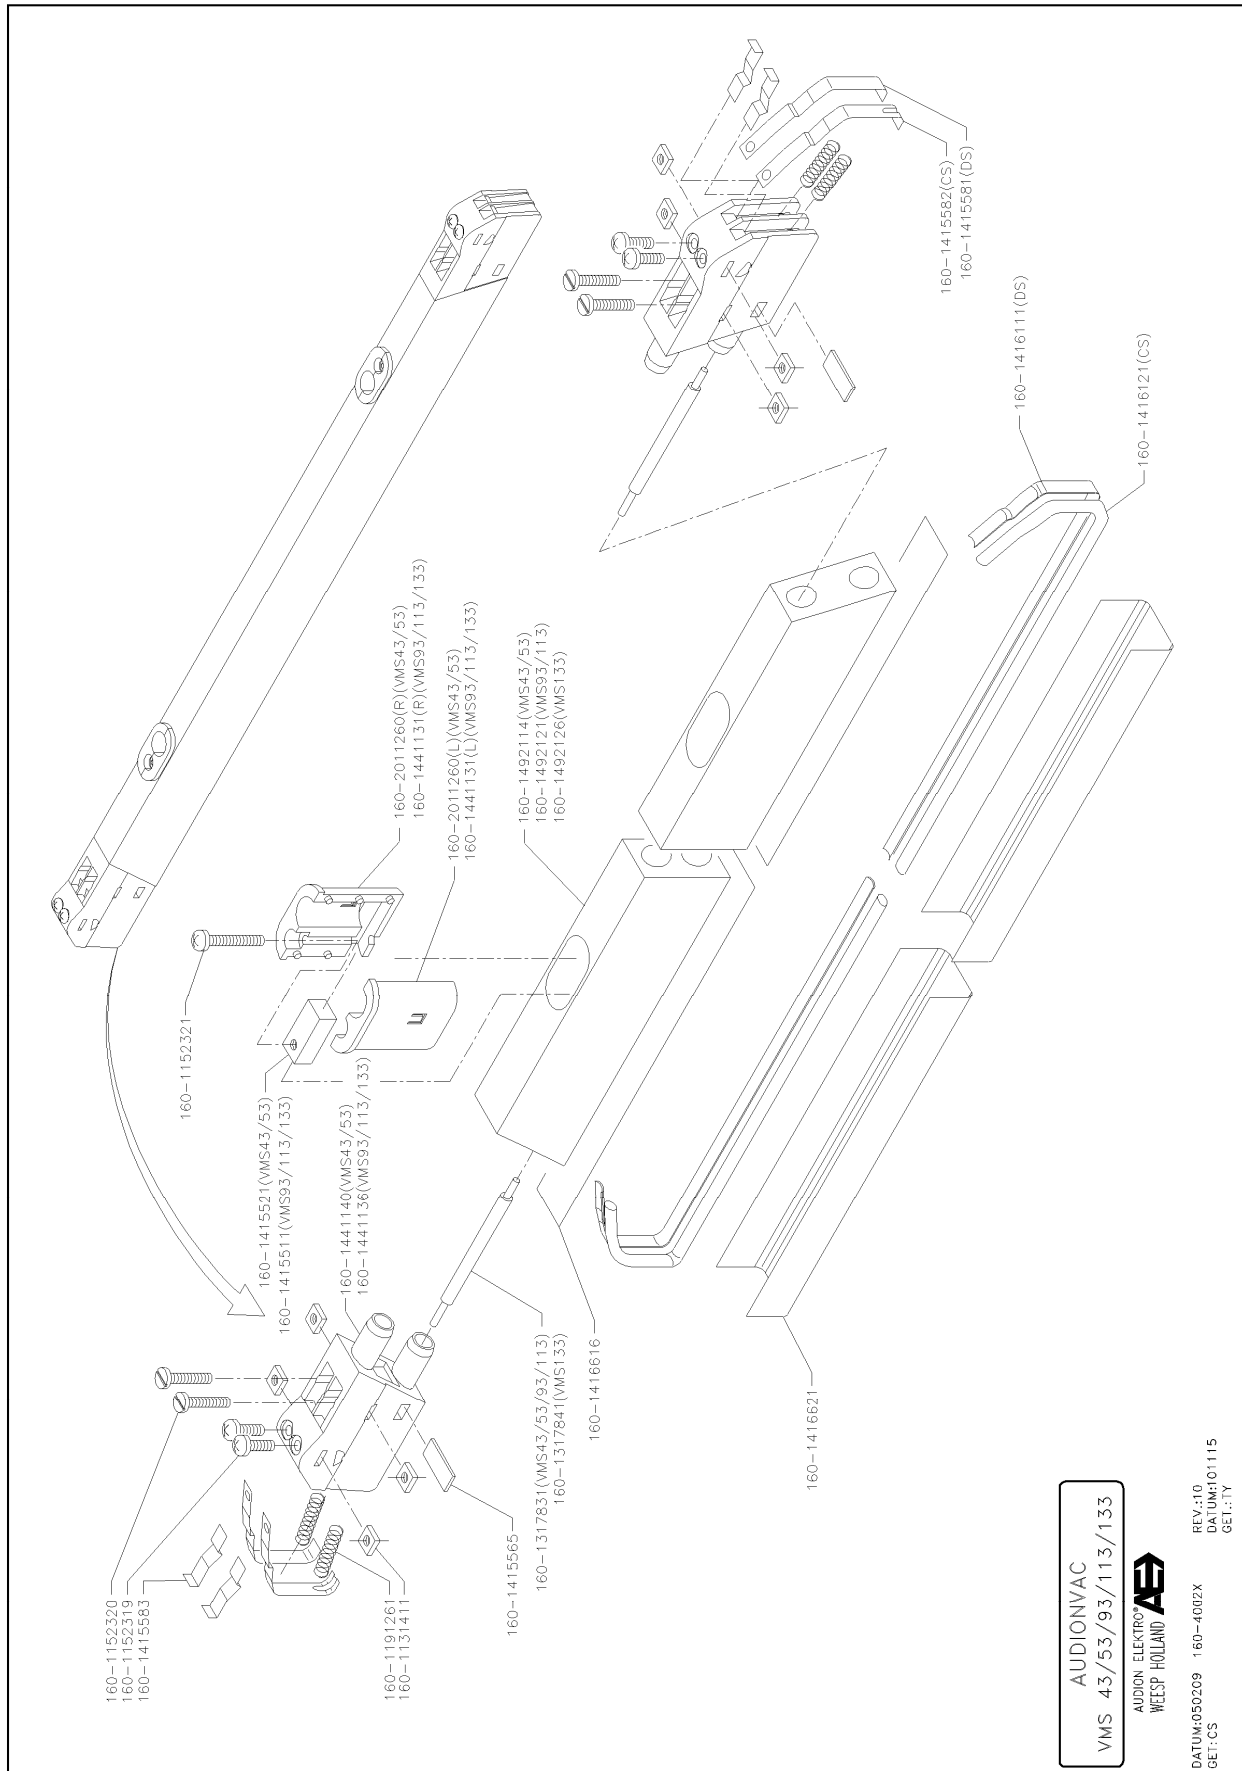 160-1152320
160-1152319
160-1415583
160-1191261
160-1131411
160-1415565
160-1317831(VMS43/53/93/113)
160-1317841(VMS133)
160-1416616
160-1416621
160-1441140(VMS43/53)
160-1441136(VMS93/113/133)
160-1415521(VMS43/53)
160-1415511(VMS93/113/133)
160-1152321
160-2011260(R)(VMS43/53)
160-1441131(R)(VMS93/113/133)
160-2011260(L)(VMS43/53)
160-1441131(L)(VMS93/113/133)
160-1492114(VMS43/53)
160-1492121(VMS93/113)
160-1492126(VMS133)
160-1415582(CS)
160-1415581(DS)
160-1416111(DS)
160-1416121(CS)
AUDIONVAC
VMS 43/53/93/113/133
AUDION ELEKTRO®
WEESP HOLLAND
AE
DATUM:050209 160-4002X
GET:CS
REV.:10
DATUM:101115
GET.:TY